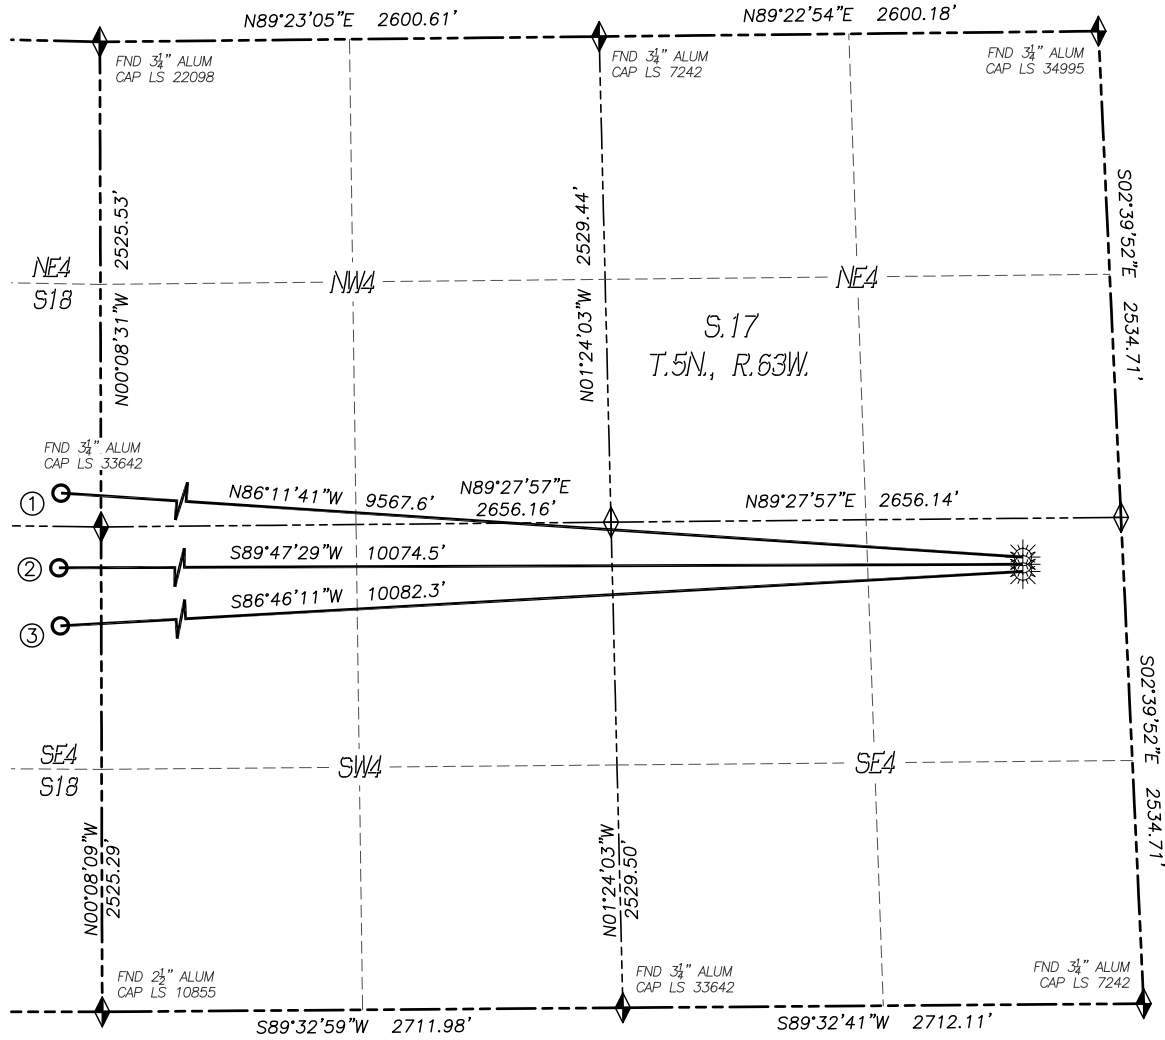 N89°23'05"E 2600.61'
N89°22'54"E 2600.18'
FND 3¼" ALUM
CAP LS 22098
FND 3¼" ALUM
CAP LS 7242
FND 3¼" ALUM
CAP LS 34995
N00°08'31"W 2525.53'
N01°24'03"W 2529.44'
S02°39'52"E 2534.71'
NE4
S18
NW4
NE4
S.17
T.5N., R.63W.
FND 3¼" ALUM
CAP LS 33642
1
N86°11'41"W 9567.6'
N89°27'57"E
2656.16'
N89°27'57"E 2656.14'
2
S89°47'29"W 10074.5'
3
S86°46'11"W 10082.3'
SE4
S18
SW4
SE4
S02°39'52"E 2534.71'
N00°08'09"W
2525.29'
N01°24'03"W
2529.50'
FND 2½" ALUM
CAP LS 10855
FND 3¼" ALUM
CAP LS 33642
FND 3¼" ALUM
CAP LS 7242
S89°32'59"W 2711.98'
S89°32'41"W 2712.11'